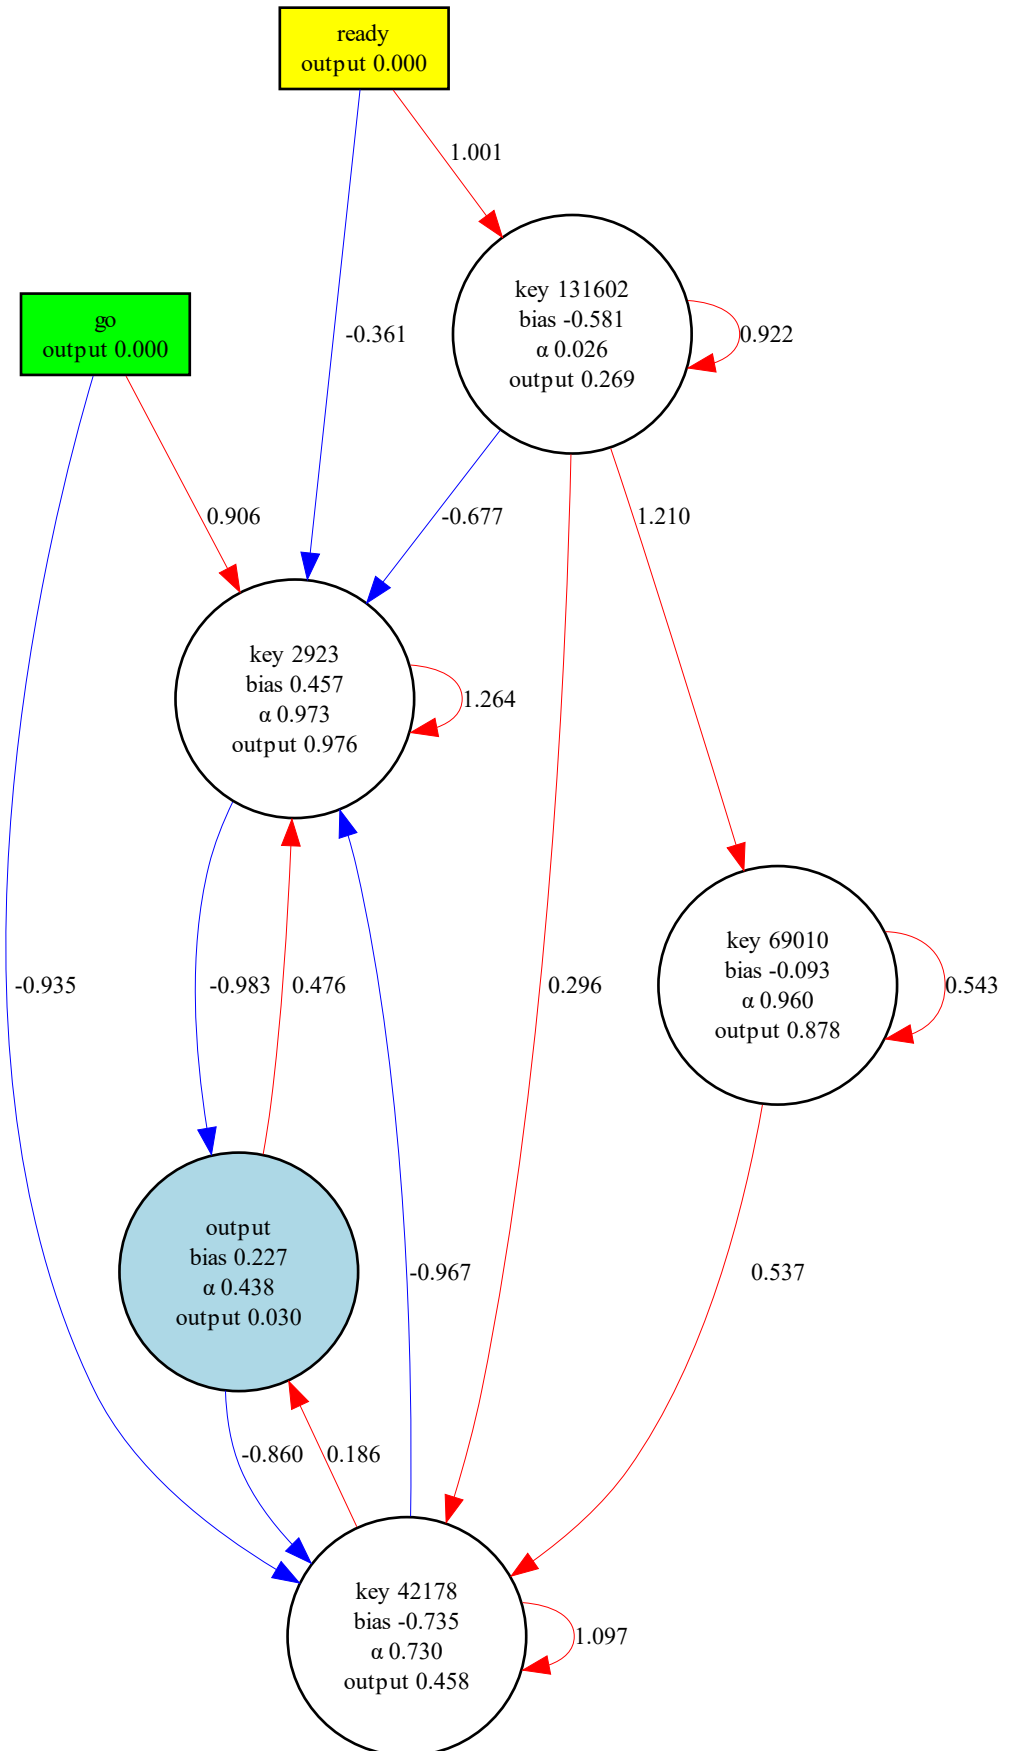 ready
output 0.000
1.001
key 131602
bias -0.581
α 0.026
output 0.269
0.922
go
output 0.000
-0.361
0.906
-0.677
1.210
key 2923
bias 0.457
α 0.973
output 0.976
1.264
key 69010
bias -0.093
α 0.960
output 0.878
0.543
-0.935
-0.983
0.476
0.296
output
bias 0.227
α 0.438
output 0.030
-0.967
0.537
-0.860
0.186
key 42178
bias -0.735
α 0.730
output 0.458
1.097